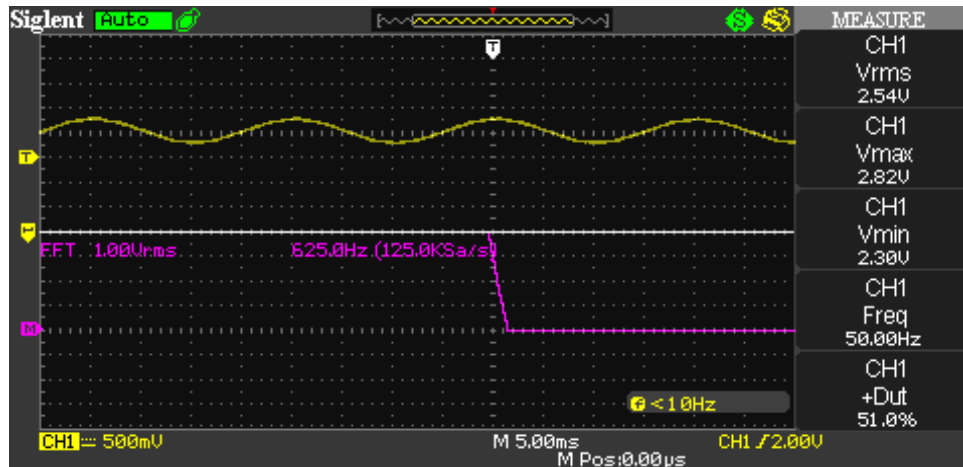 Siglent Auto
MEASURE
T
CH1
Vrms
2.54V
CH1
Vmax
2.82V
T
CH1
Vmin
2.30V
1
FFT 1.00Vrms 625.0Hz (125.0KSa/s)
CH1
Freq
50.00Hz
M
CH1
+Dut
51.0%
f <10Hz
CH1 500mV M 5.00ms CH1 2.00V
M Pos:0.00µs